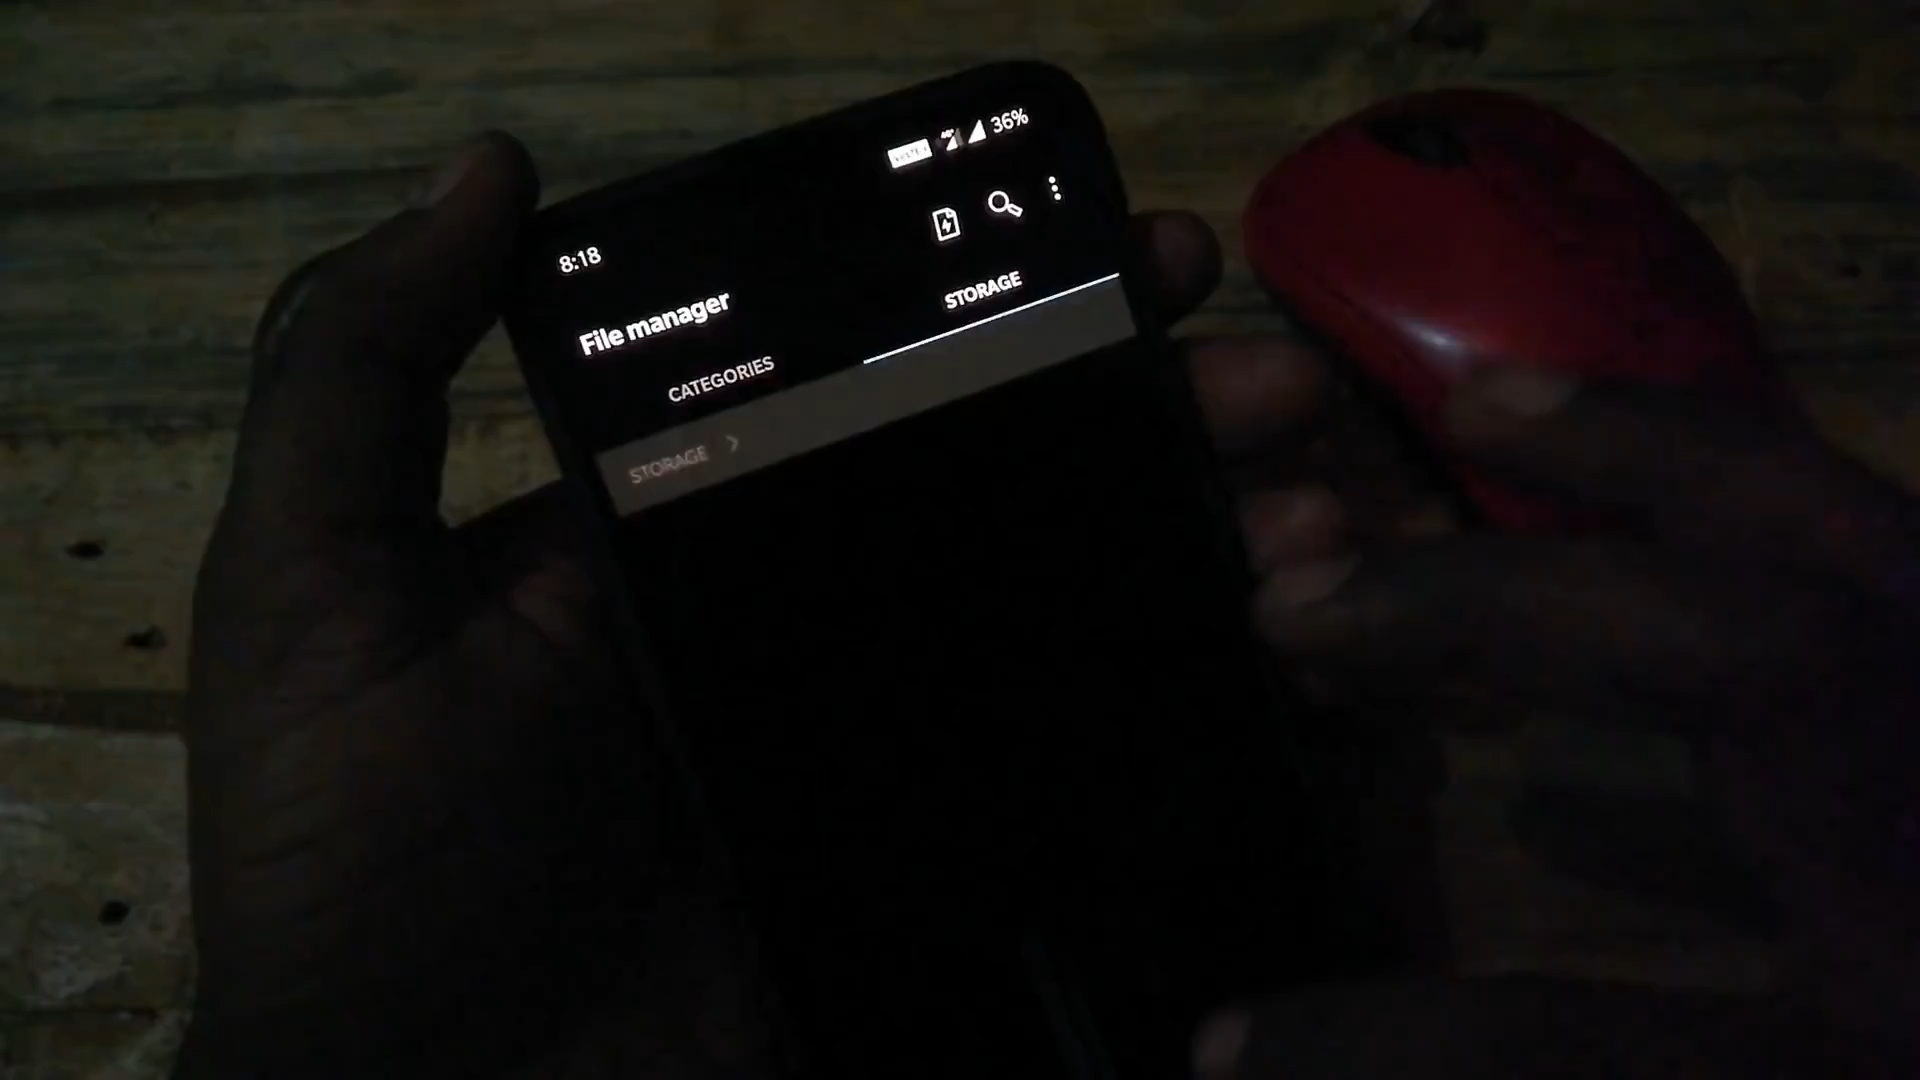 8:18
36%
File manager
CATEGORIES
STORAGE
STORAGE >